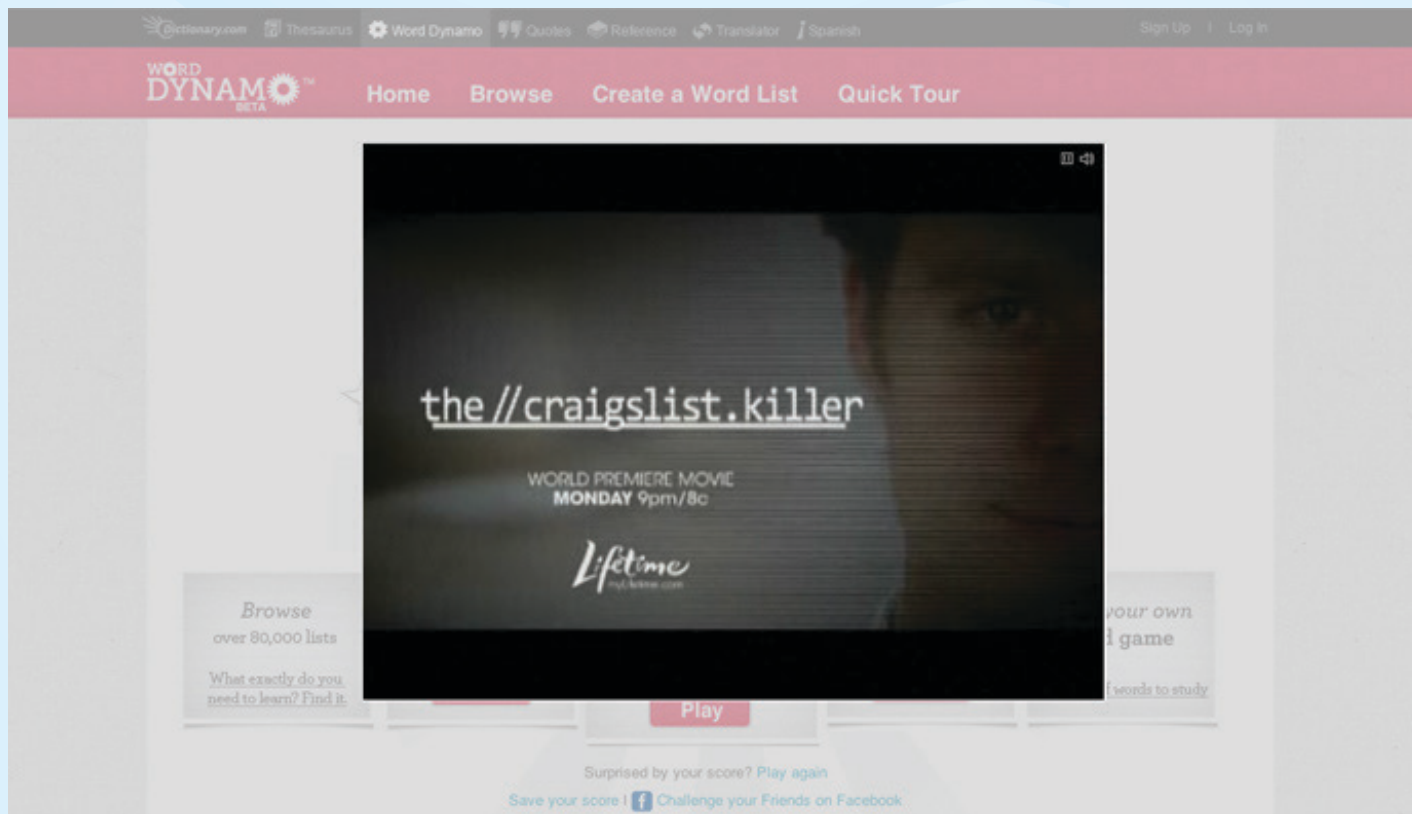 Dictionary.com Thesaurus Word Dynamo Quotes Reference Translator Spanish Sign Up | Log In
WORD
DYNAMO™
BETA
Home Browse Create a Word List Quick Tour
the//craigslist.killer
WORLD PREMIERE MOVIE
MONDAY 9pm/8c
Lifetime
mylifetime.com
Browse
over 80,000 lists
What exactly do you
need to learn? Find it.
Play
your own
game
of words to study
Surprised by your score? Play again
Save your score | f Challenge your Friends on Facebook